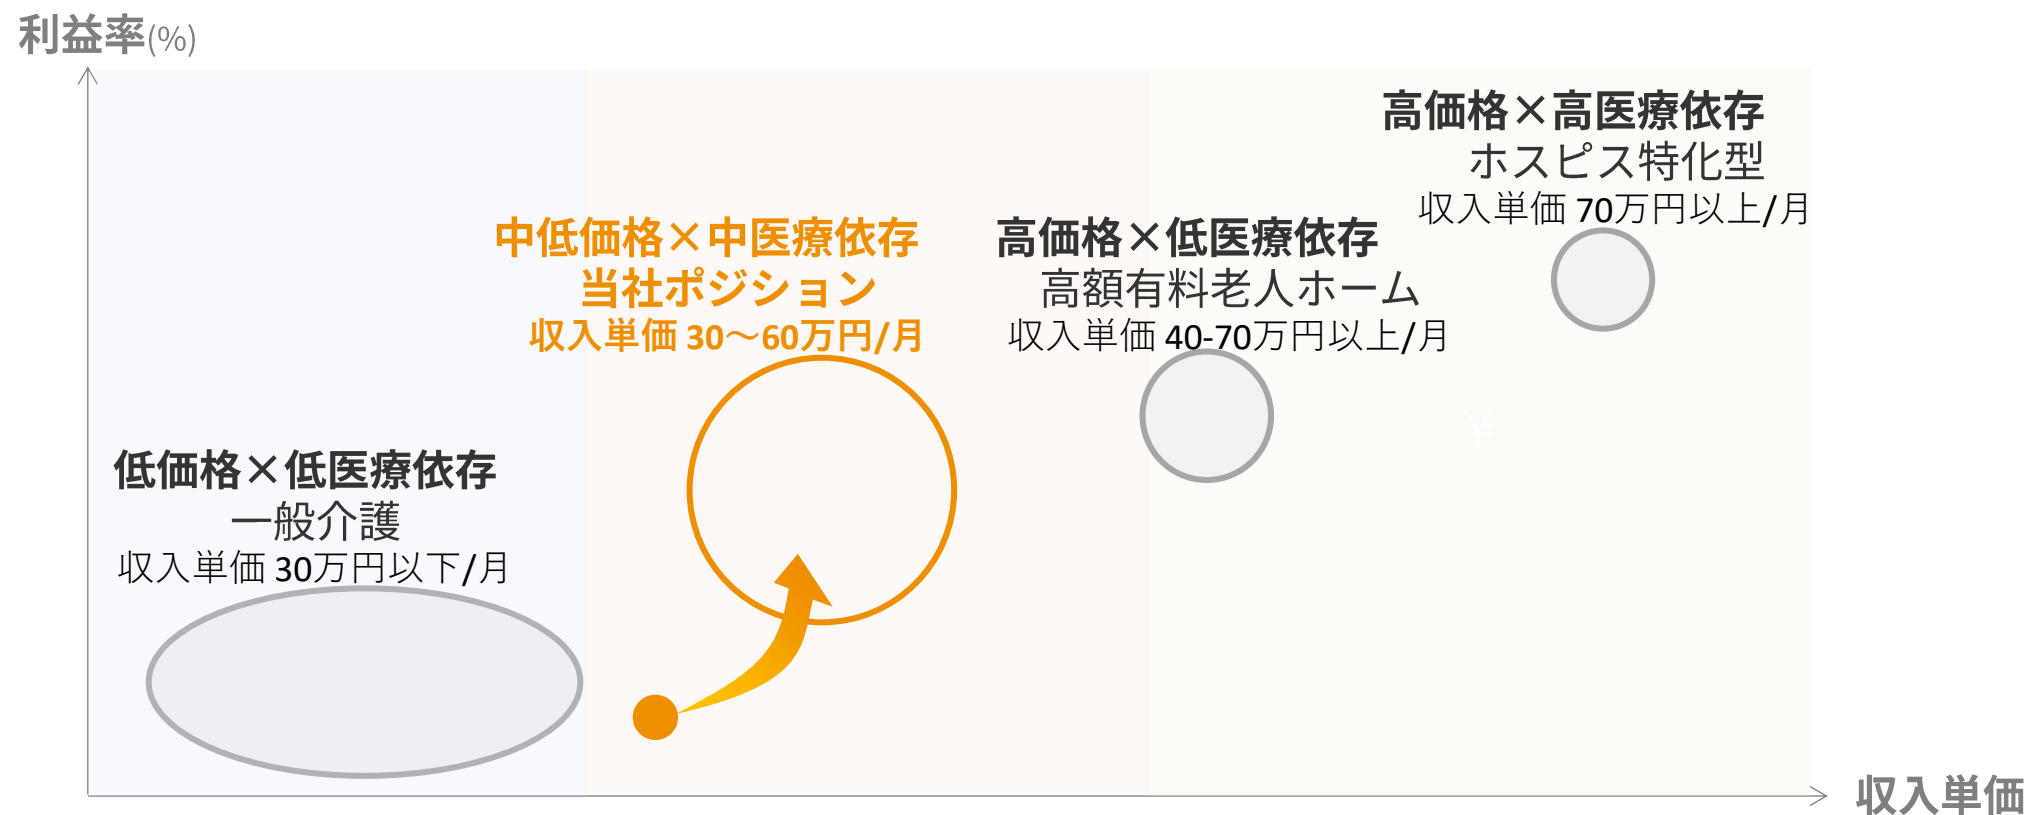 利益率(%)
高価格×高医療依存
ホスピス特化型
収入単価 70万円以上/月
中低価格×中医療依存
当社ポジション
収入単価 30～60万円/月
高価格×低医療依存
高額有料老人ホーム
収入単価 40-70万円以上/月
¥
低価格×低医療依存
一般介護
収入単価 30万円以下/月
収入単価